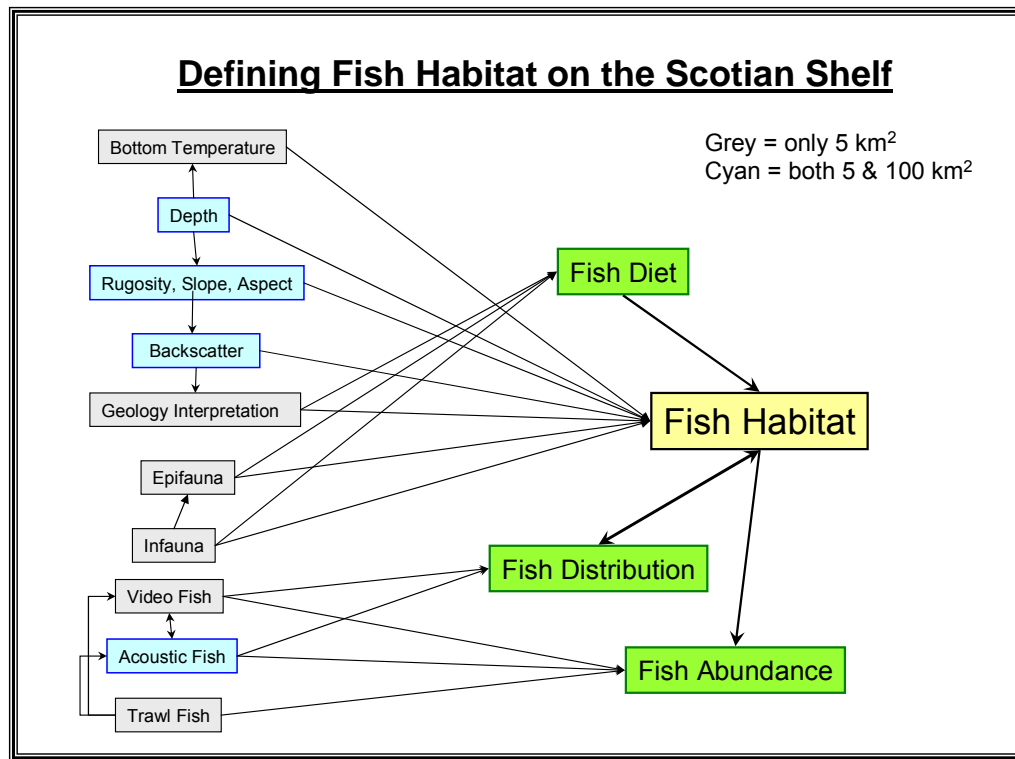 Defining Fish Habitat on the Scotian Shelf
Grey = only 5 km²
Cyan = both 5 & 100 km²
Bottom Temperature
Depth
Rugosity, Slope, Aspect
Backscatter
Geology Interpretation
Epifauna
Infauna
Video Fish
Acoustic Fish
Trawl Fish
Fish Diet
Fish Habitat
Fish Distribution
Fish Abundance